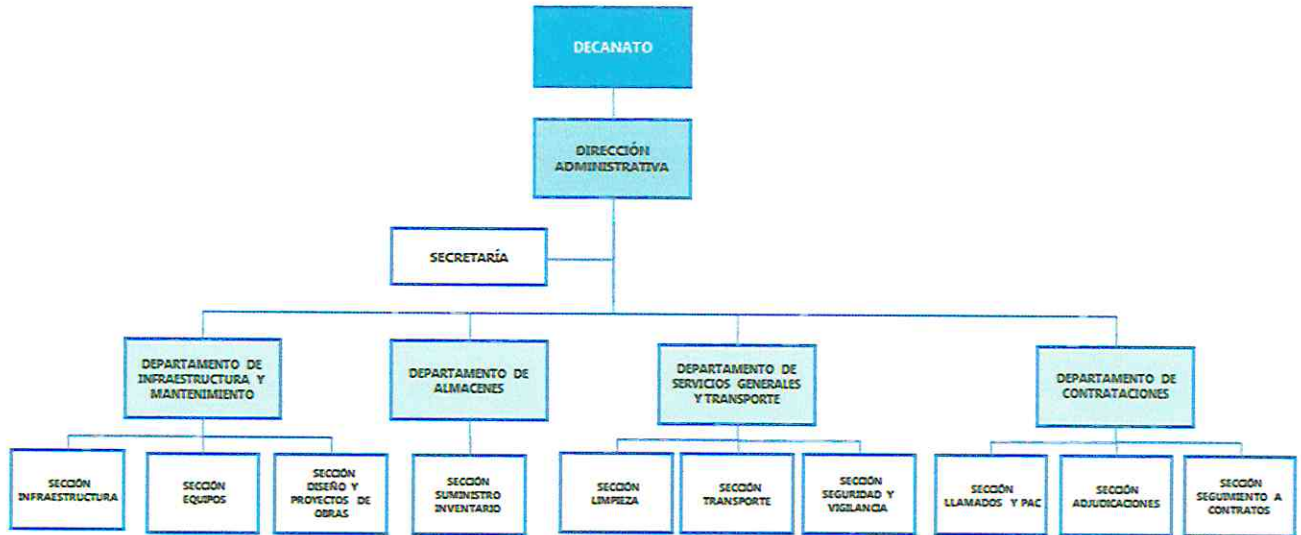 DECANATO
DIRECCIÓN
ADMINISTRATIVA
SECRETARÍA
DEPARTAMENTO DE
INFRAESTRUCTURA Y
MANTENIMIENTO
DEPARTAMENTO DE
ALMACENES
DEPARTAMENTO DE
SERVICIOS GENERALES
Y TRANSPORTE
DEPARTAMENTO DE
CONTRATACIONES
SECCIÓN
INFRAESTRUCTURA
SECCIÓN
EQUIPOS
SECCIÓN
DISEÑO Y
PROYECTOS DE
OBRAS
SECCIÓN
SUMINISTRO
INVENTARIO
SECCIÓN
LIMPIEZA
SECCIÓN
TRANSPORTE
SECCIÓN
SEGURIDAD Y
VIGILANCIA
SECCIÓN
LLAMADOS Y PAC
SECCIÓN
ADJUDICACIONES
SECCIÓN
SEGUIMIENTO A
CONTRATOS